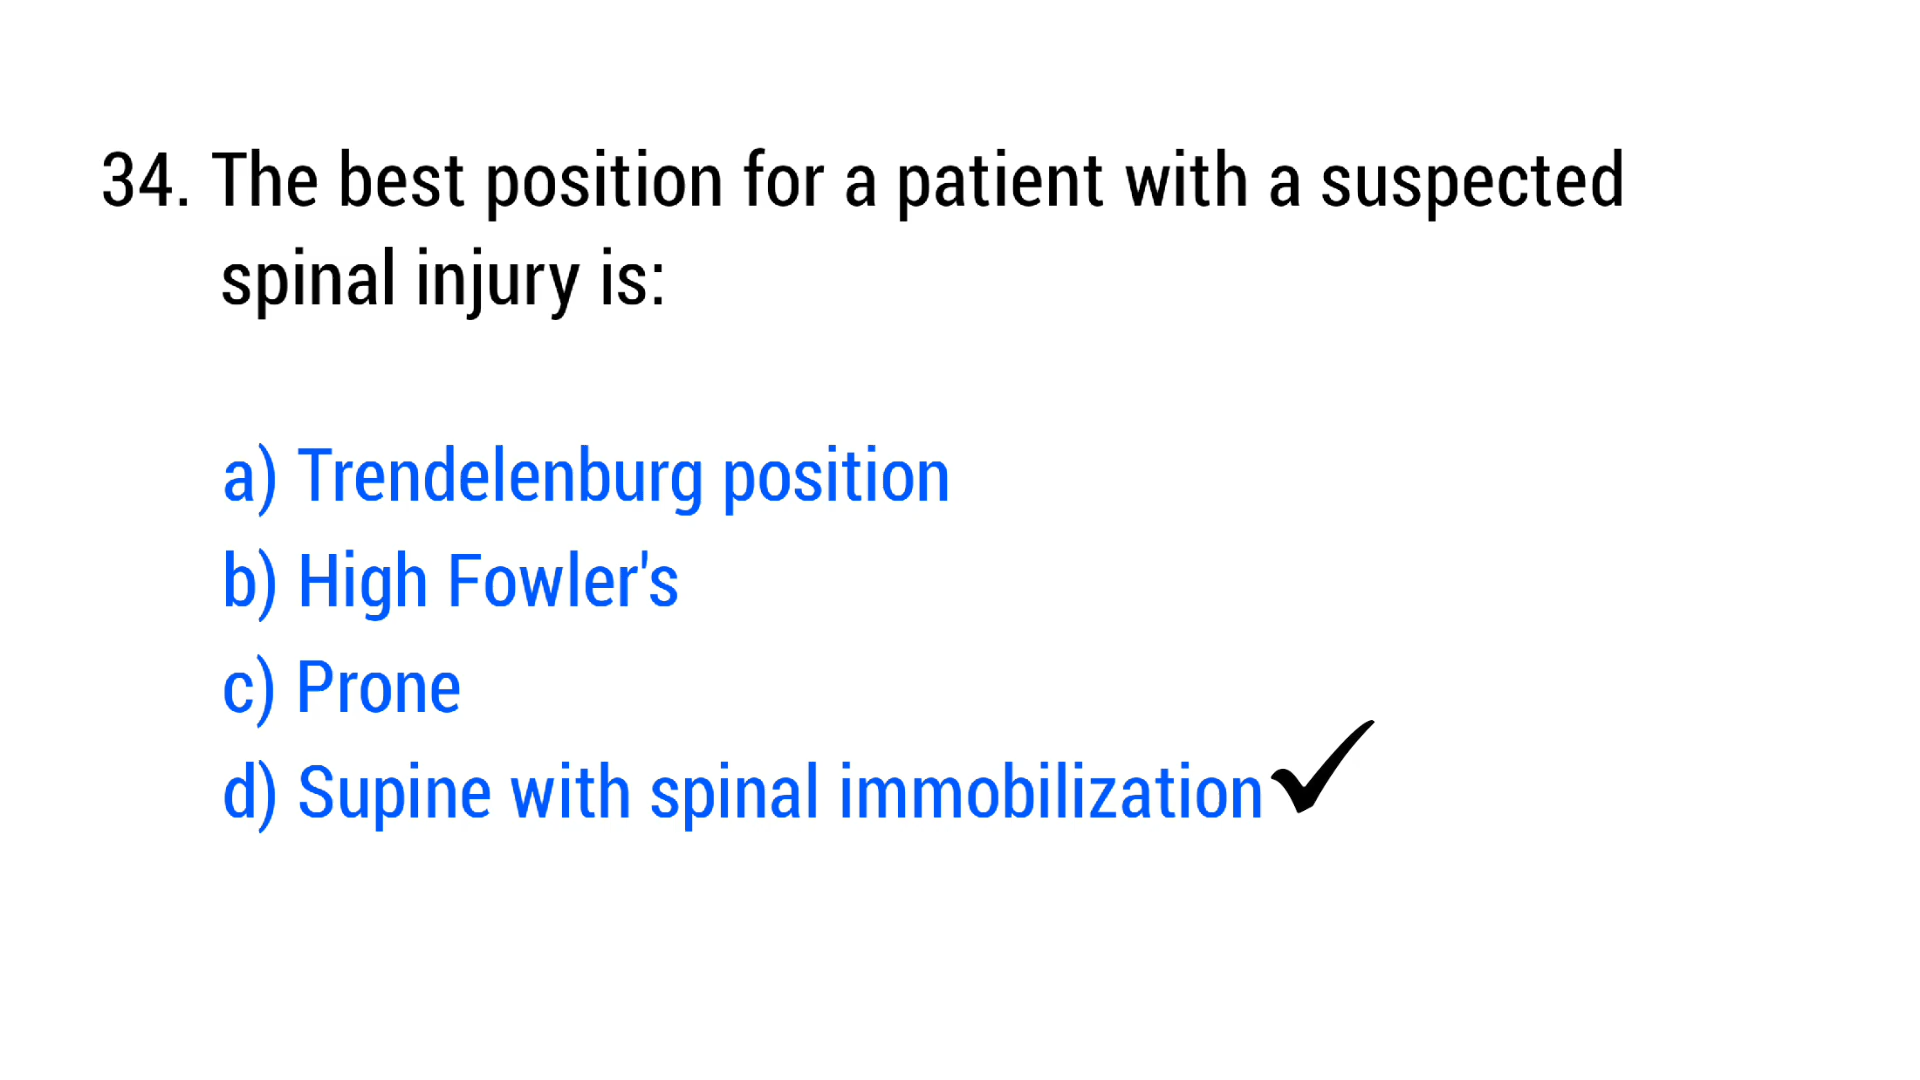 34. The best position for a patient with a suspected
spinal injury is:
a) Trendelenburg position
b) High Fowler's
c) Prone
d) Supine with spinal immobilization✓